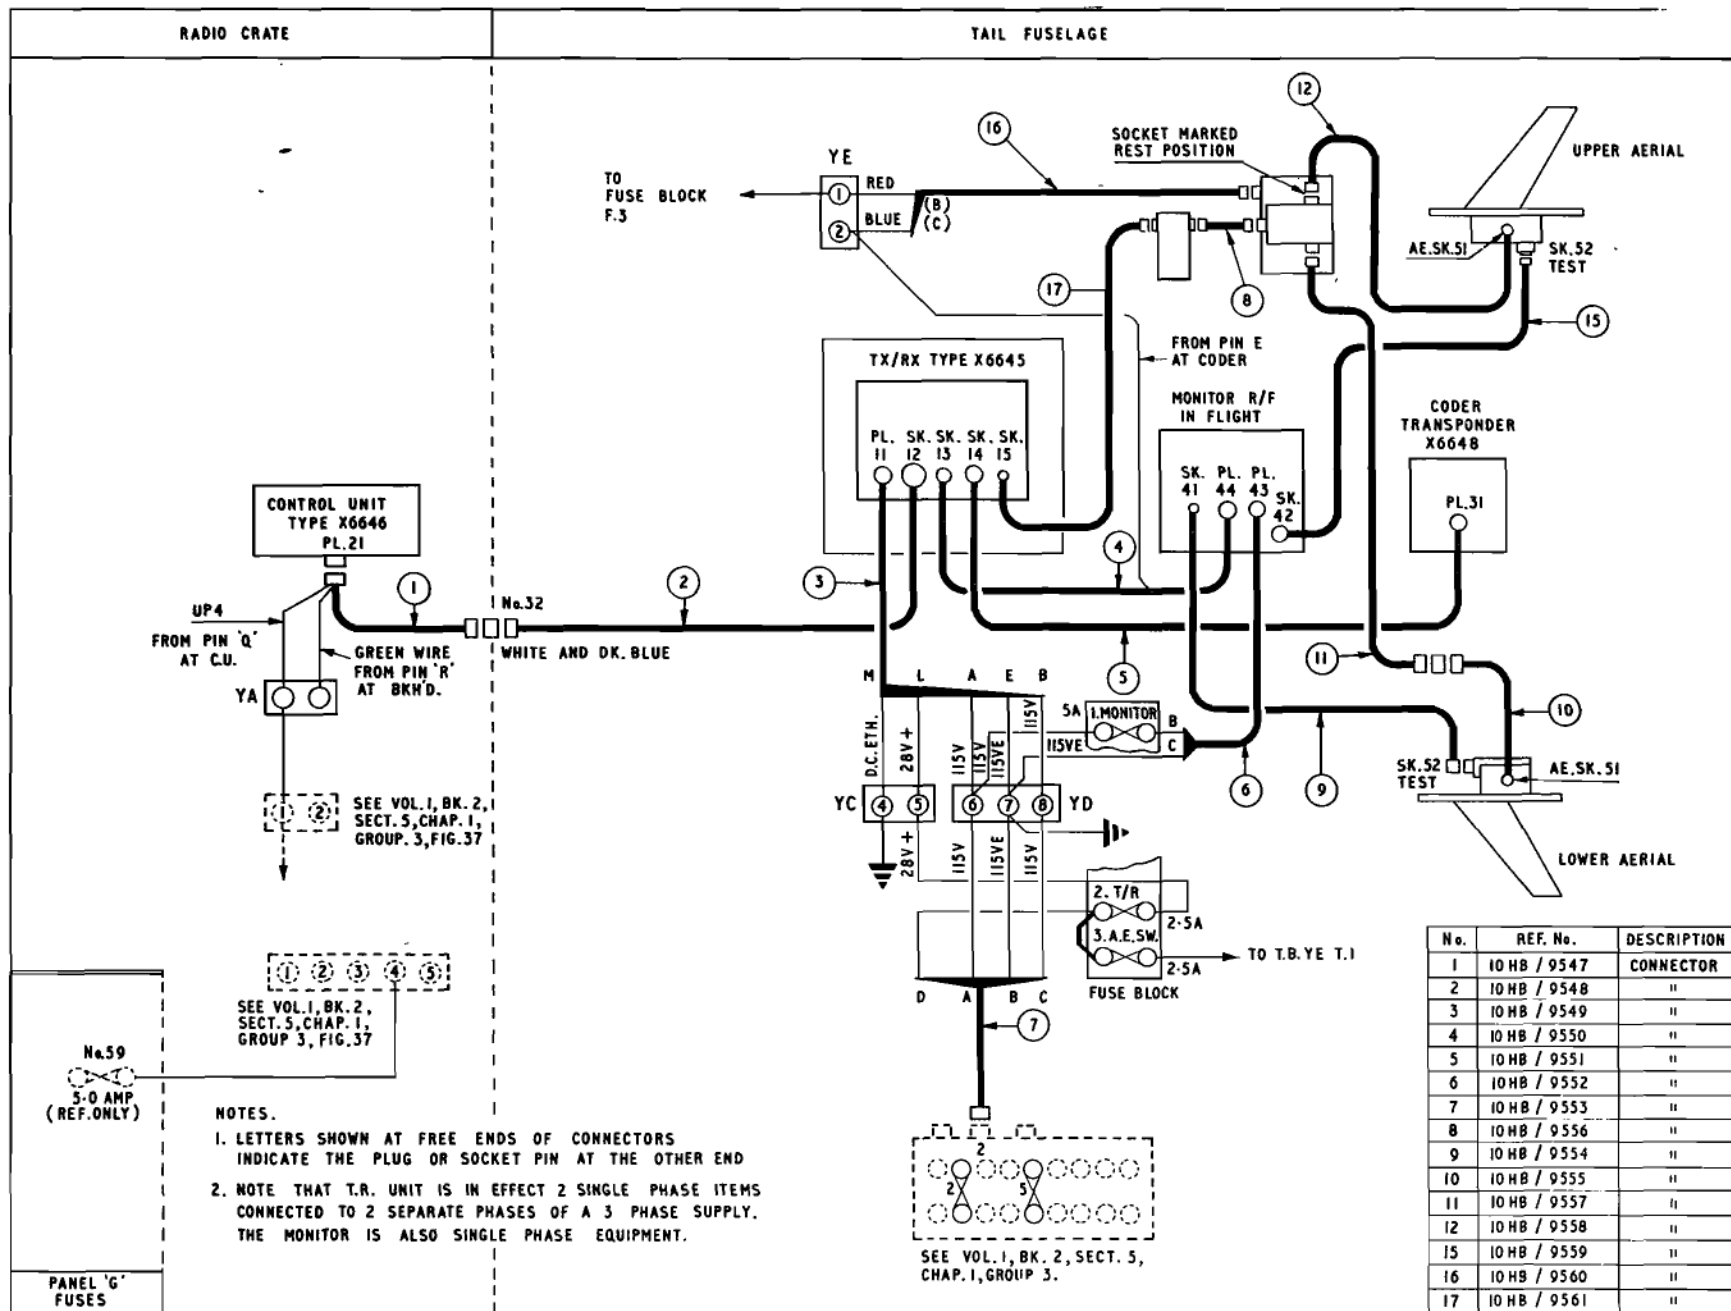 RADIO CRATE
TAIL FUSELAGE
12
16
SOCKET MARKED
REST POSITION
UPPER AERIAL
YE
TO
FUSE BLOCK
F.3
1
RED
(B)
2
BLUE
(C)
AE.SK.51
SK.52
TEST
17
8
15
FROM PIN E
AT CODER
TX/RX TYPE X6645
PL.
11
SK.
12
SK.
13
SK.
14
SK.
15
MONITOR R/F
IN FLIGHT
SK.
41
PL.
44
PL.
43
SK.
42
CODER
TRANSPONDER
X6648
PL.31
CONTROL UNIT
TYPE X6646
PL.21
4
3
2
1
UP4
FROM PIN 'Q'
AT C.U.
GREEN WIRE
FROM PIN 'R'
AT BKH'D.
No.32
WHITE AND DK.BLUE
YA
5
11
10
M
L
A
E
B
5A
1.MONITOR
B
C
115V
115VE
D.C.ETH.
28V+
115V
115V
115VE
6
9
SK.52
TEST
AE.SK.51
LOWER AERIAL
YC
4
5
6
7
8
YD
1
2
SEE VOL.1, BK.2,
SECT.5,CHAP.1,
GROUP.3,FIG.37
28V+
115V
115VE
115V
2. T/R
2·5A
3.A.E.SW.
2·5A
TO T.B.YE T.1
FUSE BLOCK
D
A
B
C
7
1
2
3
4
5
SEE VOL.1, BK.2,
SECT.5,CHAP.1,
GROUP 3, FIG.37
No.59
5·0 AMP
(REF.ONLY)
PANEL 'G'
FUSES
NOTES.
1. LETTERS SHOWN AT FREE ENDS OF CONNECTORS
INDICATE THE PLUG OR SOCKET PIN AT THE OTHER END
2. NOTE THAT T.R. UNIT IS IN EFFECT 2 SINGLE PHASE ITEMS
CONNECTED TO 2 SEPARATE PHASES OF A 3 PHASE SUPPLY.
THE MONITOR IS ALSO SINGLE PHASE EQUIPMENT.
2
2
5
SEE VOL.1, BK.2, SECT. 5,
CHAP.1, GROUP 3.
No. REF. No. DESCRIPTION
1 10HB / 9547 CONNECTOR
2 10HB / 9548 "
3 10HB / 9549 "
4 10HB / 9550 "
5 10HB / 9551 "
6 10HB / 9552 "
7 10HB / 9553 "
8 10HB / 9556 "
9 10HB / 9554 "
10 10HB / 9555 "
11 10HB / 9557 "
12 10HB / 9558 "
15 10HB / 9559 "
16 10HB / 9560 "
17 10HB / 9561 "